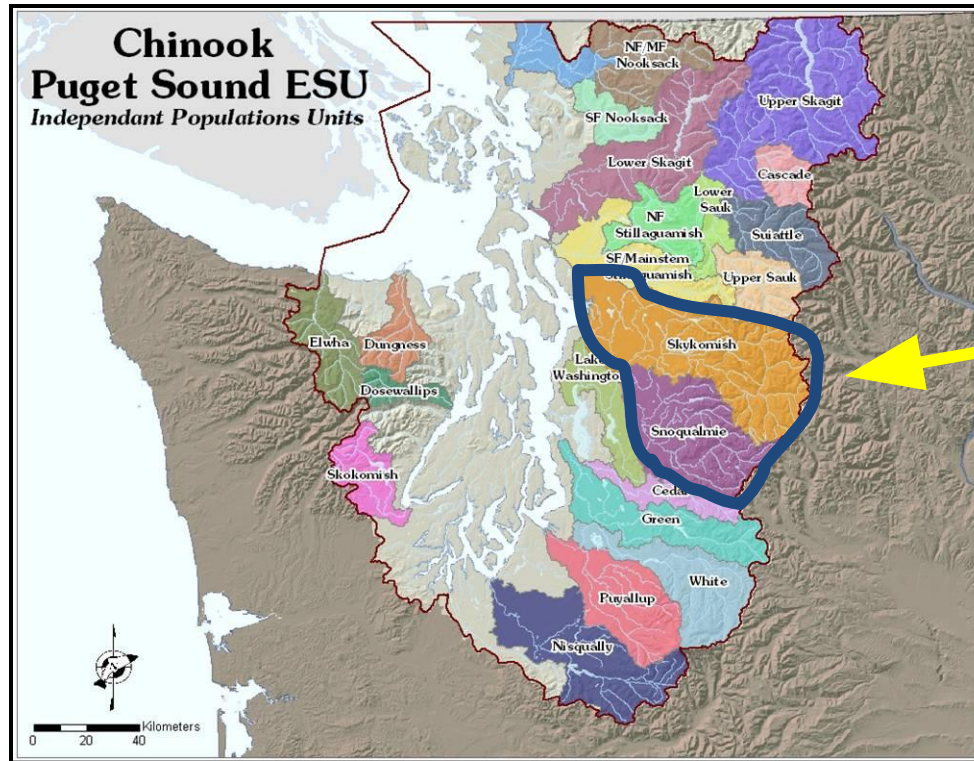 Chinook
Puget Sound ESU
Independant Populations Units
NF/MF
Nooksack
SF Nooksack
Upper Skagit
Lower Skagit
Cascade
Lower
Sauk
NF
Stillaguamish
Suiattle
SF/Mainstem
Upper Sauk
Skykomish
Elwha
Dungness
Lake
Washington
Dosewallips
Snoqualmie
Skokomish
Cedar
Green
White
Puyallup
Nisqually
N
Kilometers
0 20 40